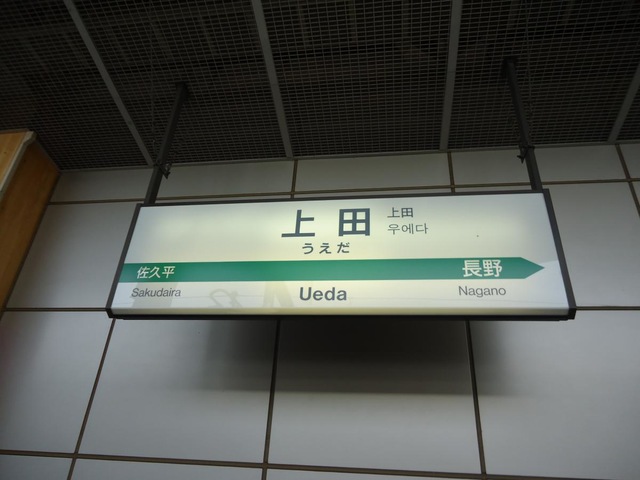 上田 上田
우에다
うえだ
佐久平 長野
Sakudaira Ueda Nagano